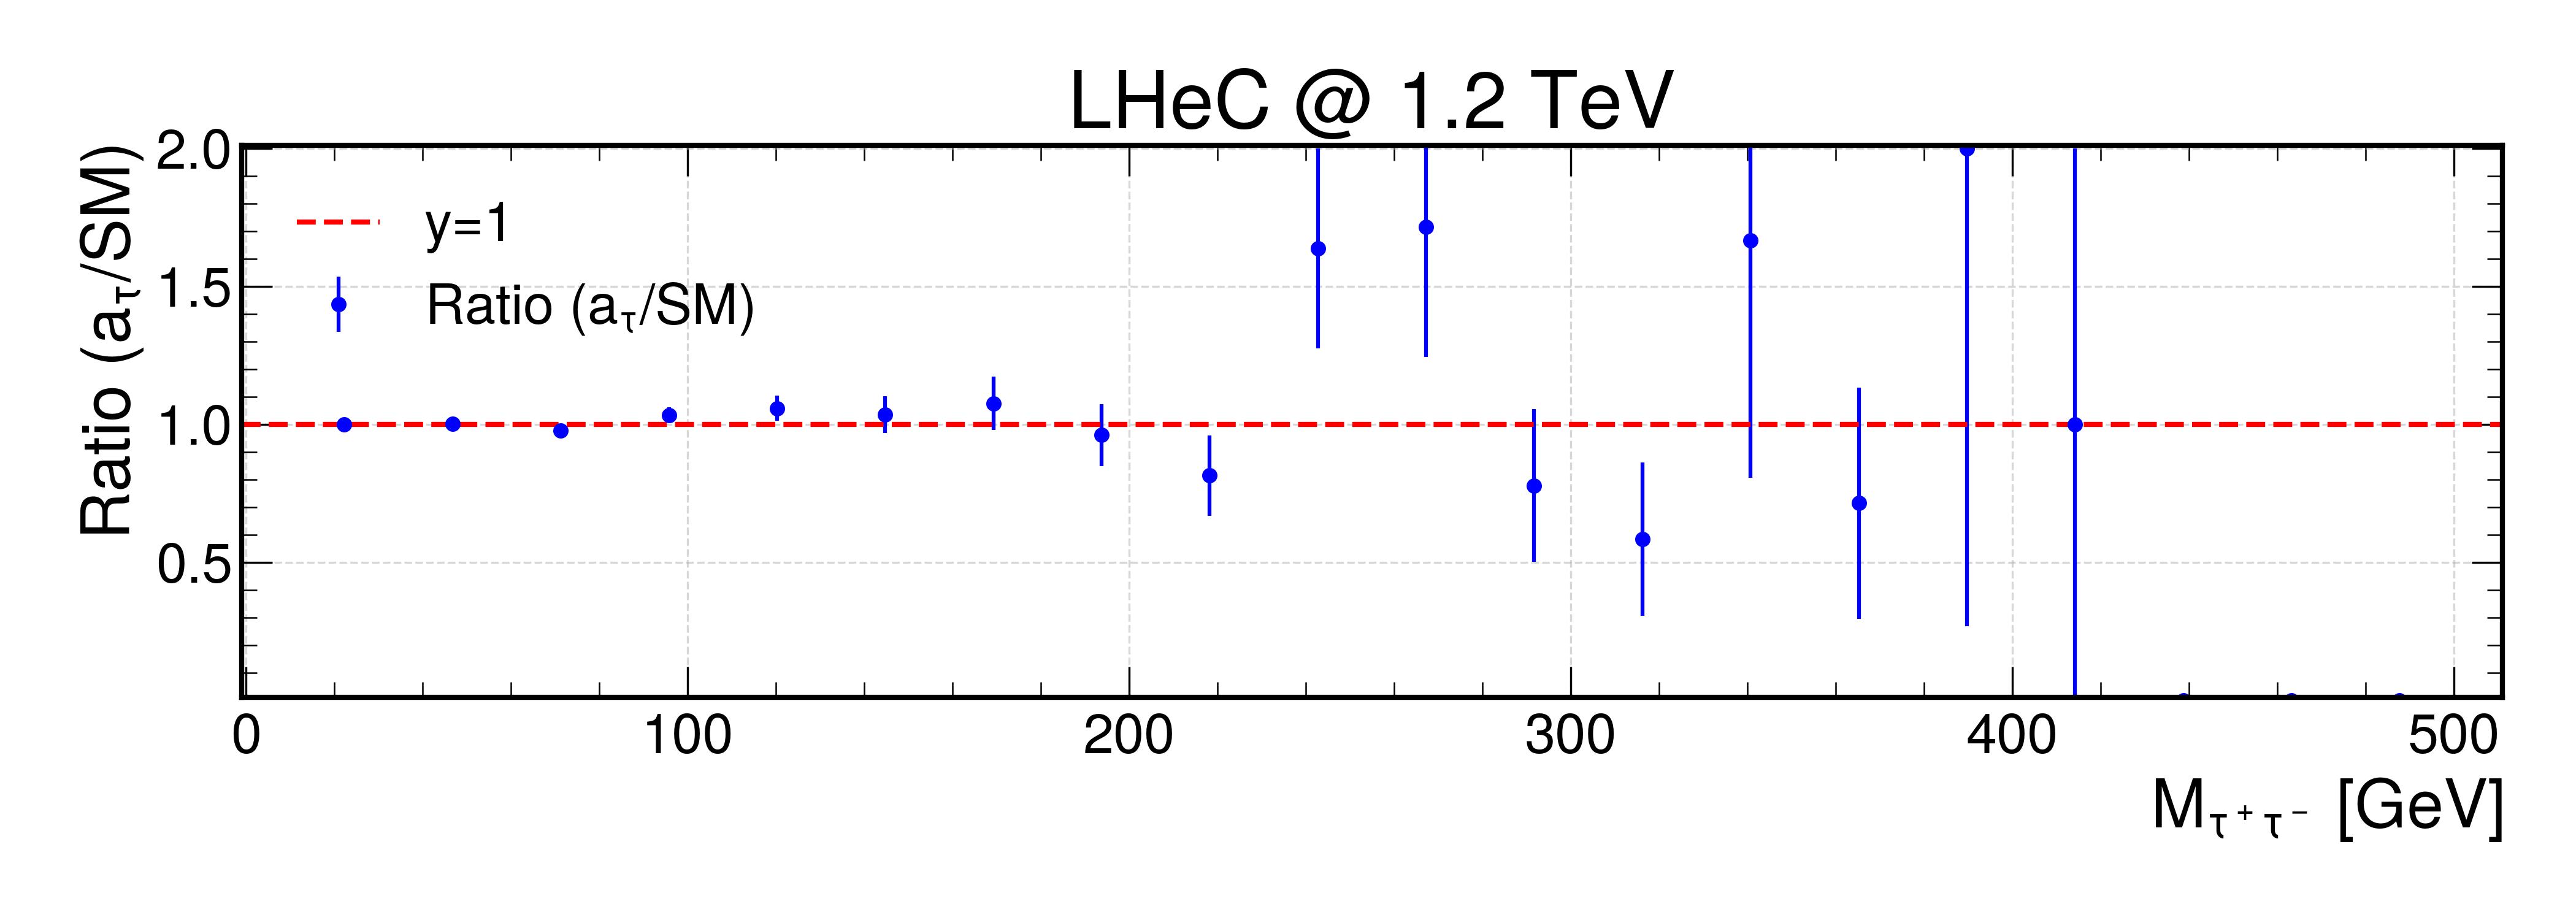 LHeC @ 1.2 TeV
Ratio (aτ/SM)
2.0
1.5
1.0
0.5
y=1
Ratio (aτ/SM)
0 100 200 300 400 500
Mτ⁺τ⁻ [GeV]